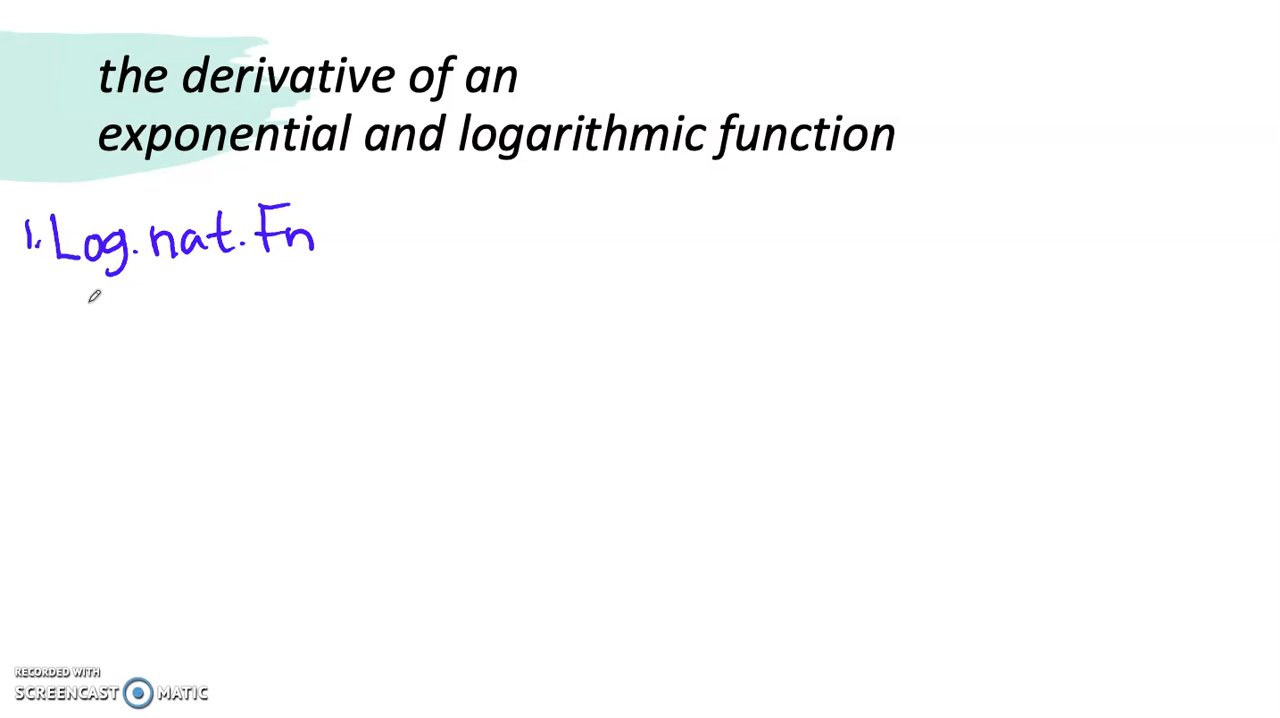 the derivative of an
exponential and logarithmic function
1. Log. nat. Fn
RECORDED WITH
SCREENCAST MATIC